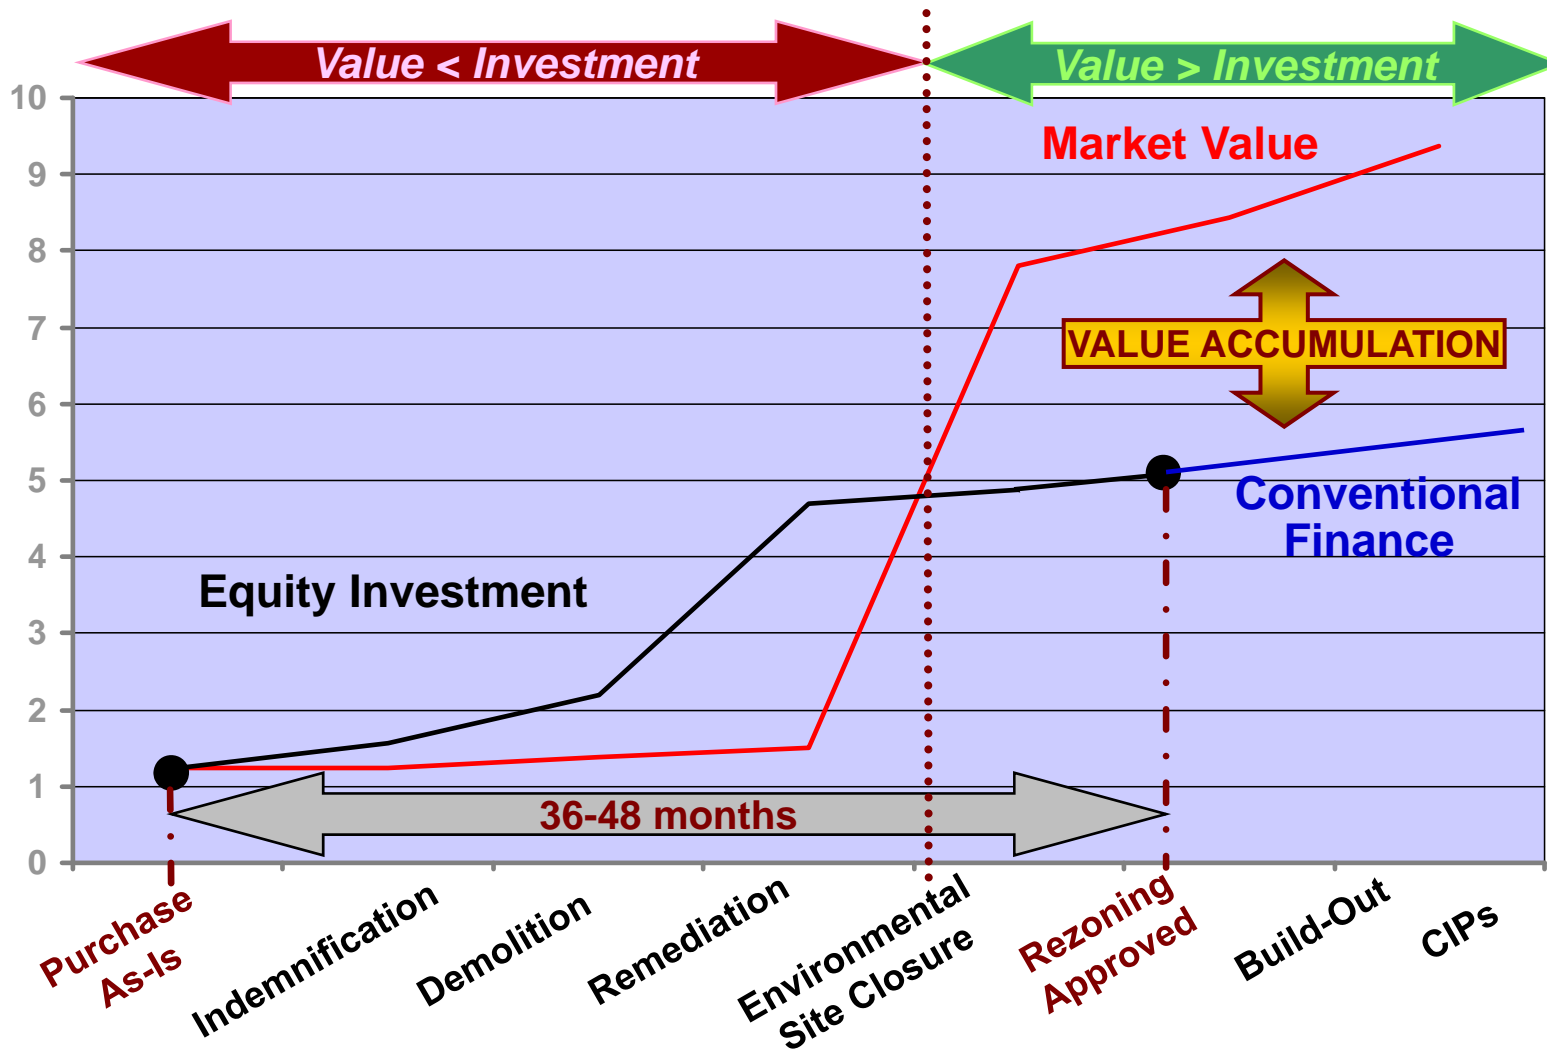 Value < Investment
Value > Investment
10
9
8
7
6
5
4
3
2
1
0
Market Value
VALUE ACCUMULATION
Conventional
Finance
Equity Investment
36-48 months
Purchase
As-Is
Indemnification
Demolition
Remediation
Environmental
Site Closure
Rezoning
Approved
Build-Out
CIPs